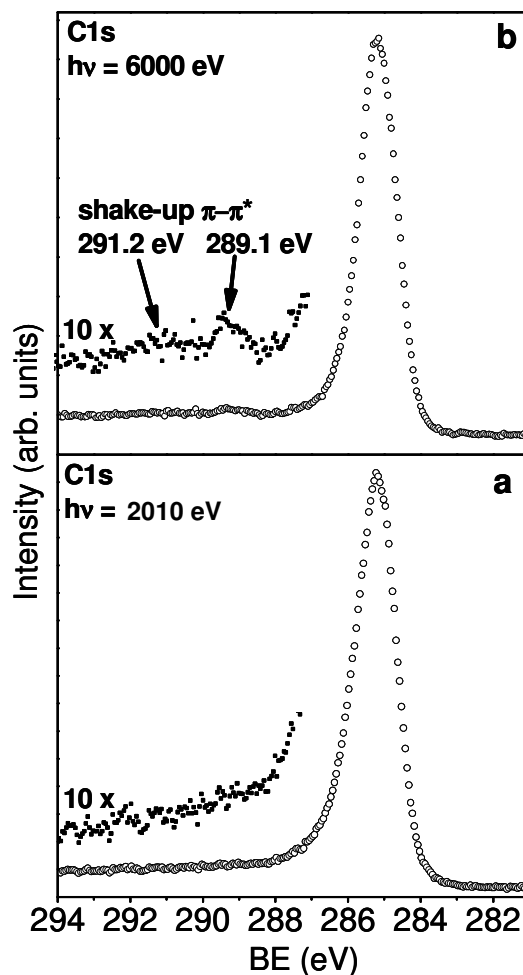 C1s
b
hν = 6000 eV
shake-up π–π*
291.2 eV 289.1 eV
10 x
C1s
a
hν = 2010 eV
10 x
Intensity (arb. units)
294 292 290 288 286 284 282
BE (eV)